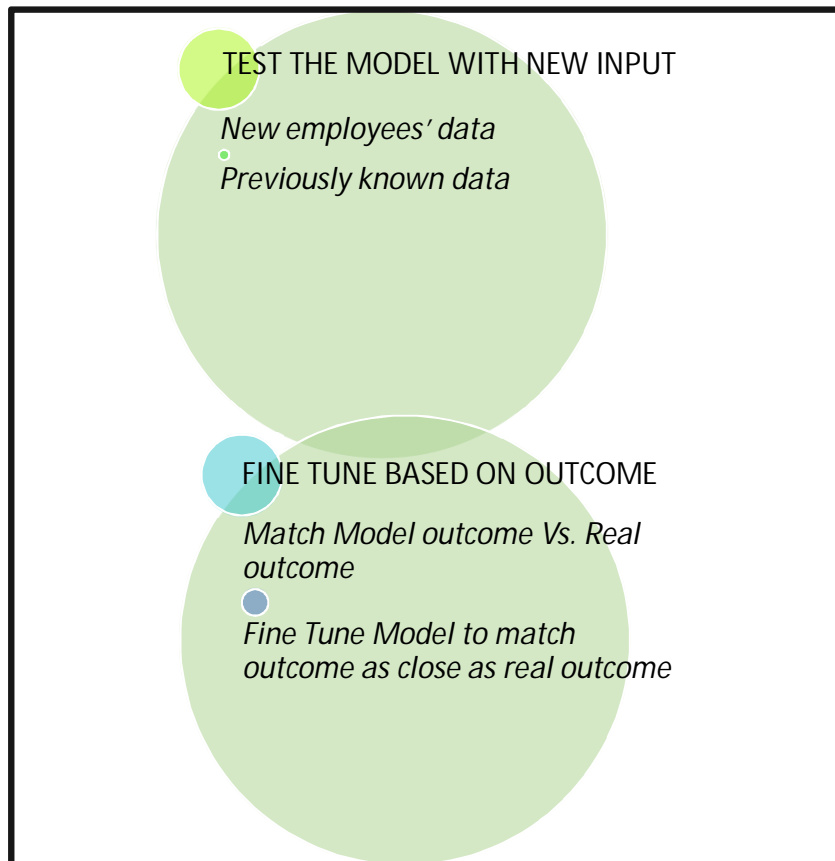 TEST THE MODEL WITH NEW INPUT
New employees’ data
Previously known data
FINE TUNE BASED ON OUTCOME
Match Model outcome Vs. Real
outcome
Fine Tune Model to match
outcome as close as real outcome